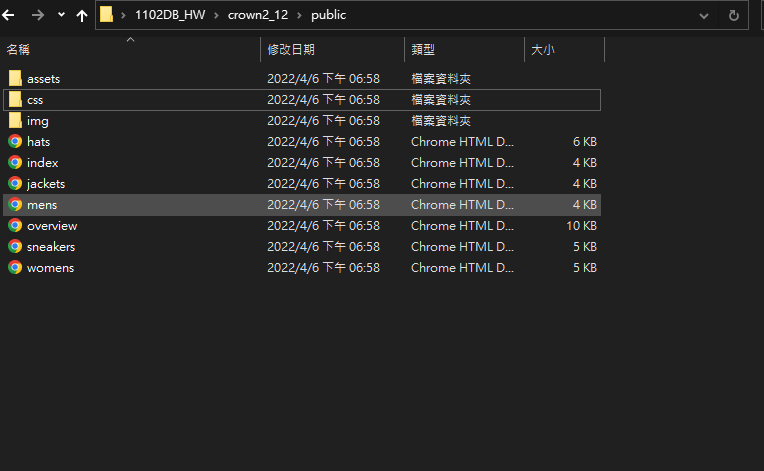 1102DB_HW › crown2_12 › public
名稱 修改日期 類型 大小
assets 2022/4/6 下午 06:58 檔案資料夾
css 2022/4/6 下午 06:58 檔案資料夾
img 2022/4/6 下午 06:58 檔案資料夾
hats 2022/4/6 下午 06:58 Chrome HTML D... 6 KB
index 2022/4/6 下午 06:58 Chrome HTML D... 4 KB
jackets 2022/4/6 下午 06:58 Chrome HTML D... 4 KB
mens 2022/4/6 下午 06:58 Chrome HTML D... 4 KB
overview 2022/4/6 下午 06:58 Chrome HTML D... 10 KB
sneakers 2022/4/6 下午 06:58 Chrome HTML D... 5 KB
womens 2022/4/6 下午 06:58 Chrome HTML D... 5 KB